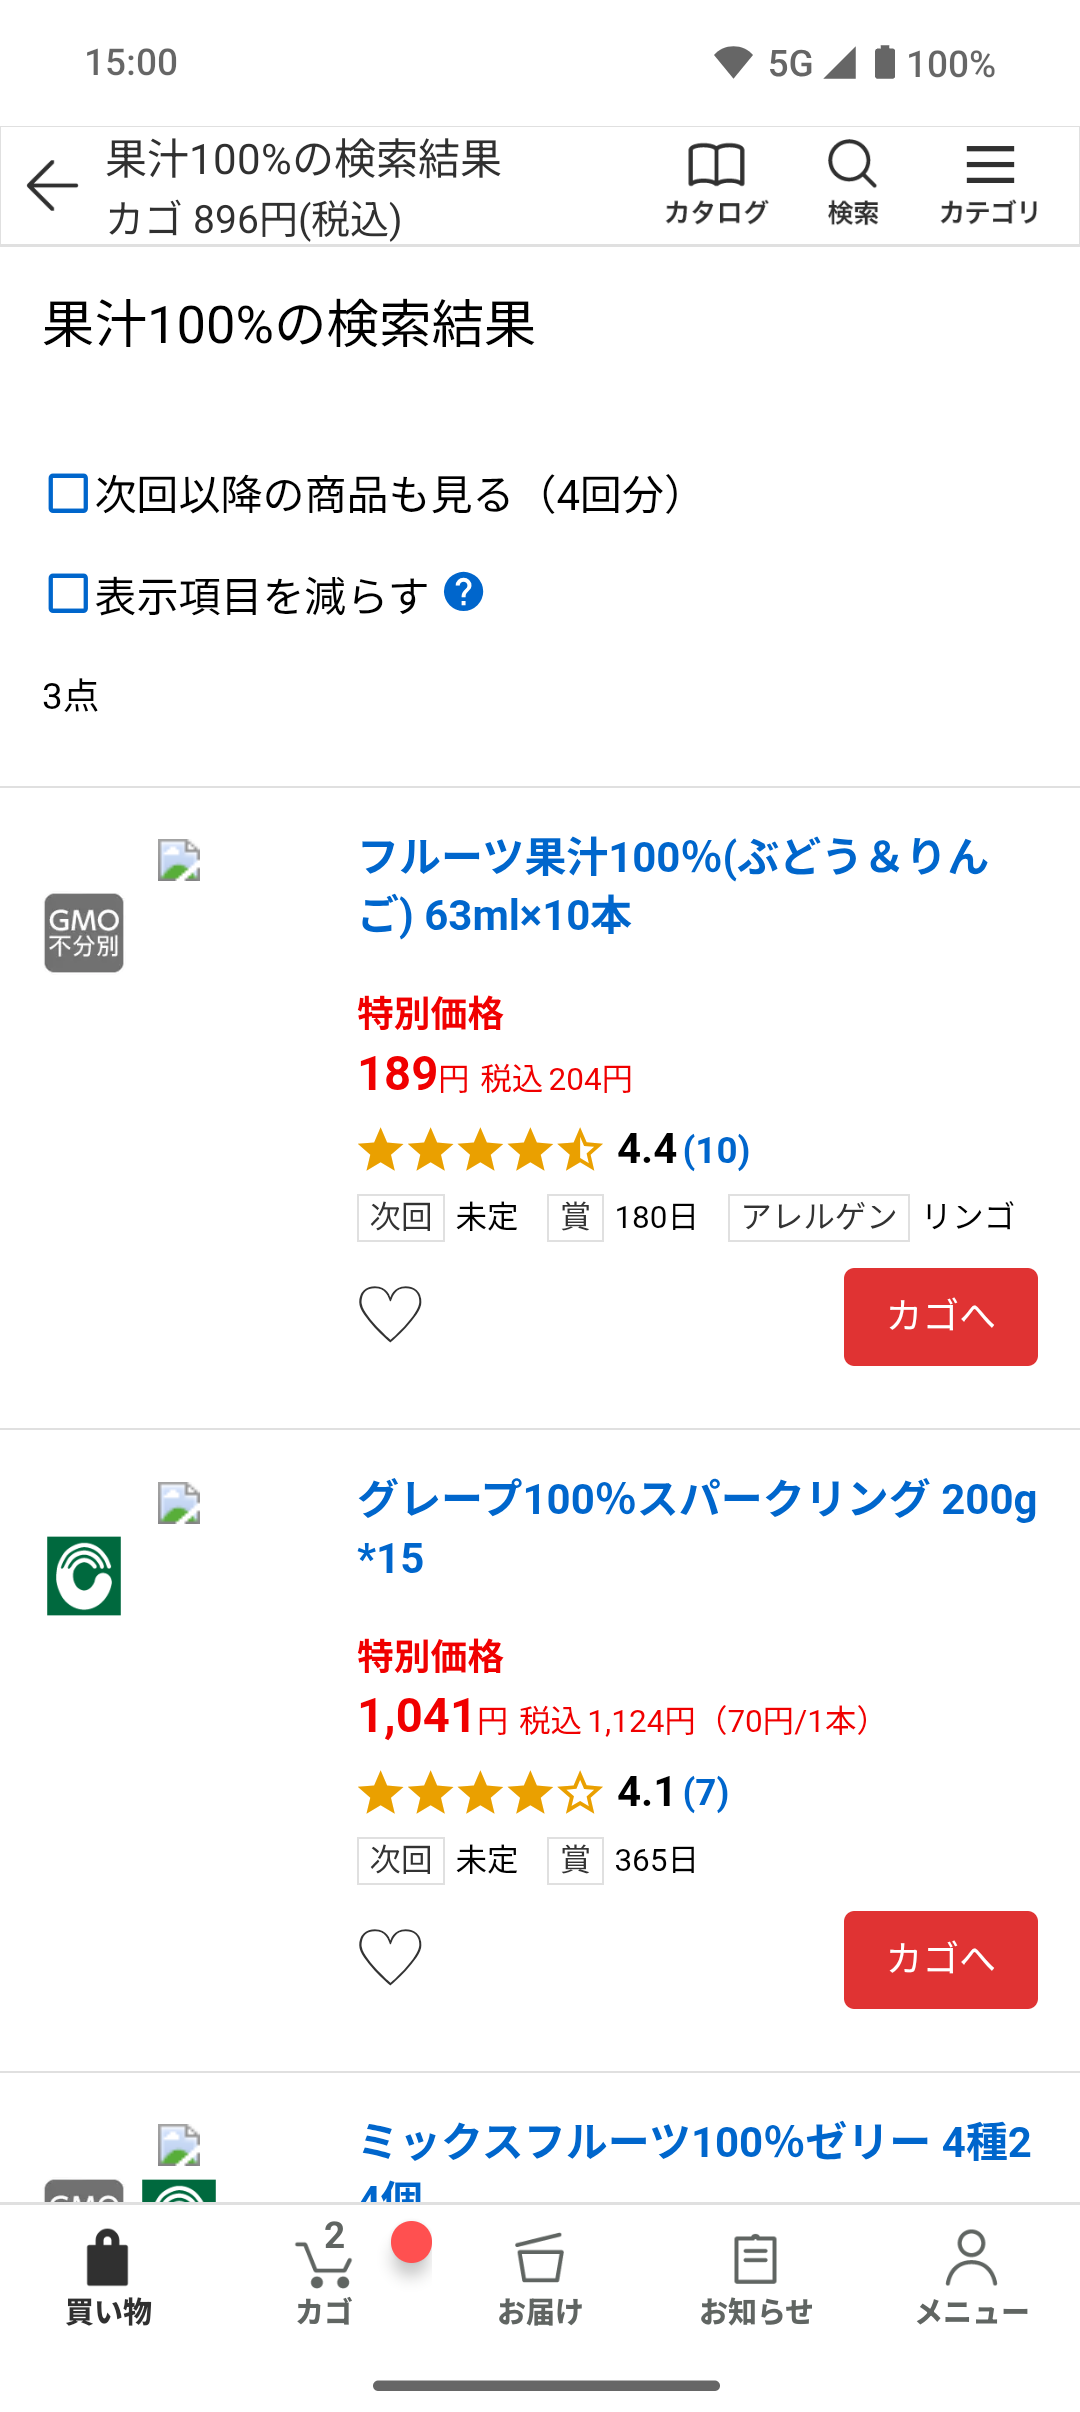 15:00
5G
100%
果汁100%の検索結果
カゴ 896円(税込)
カタログ
検索
カテゴリ
果汁100%の検索結果
次回以降の商品も見る（4回分）
表示項目を減らす ?
3点
GMO
不分別
フルーツ果汁100%(ぶどう＆りん
ご) 63ml×10本
特別価格
189円 税込 204円
4.4 (10)
次回 未定 賞 180日 アレルゲン リンゴ
カゴへ
グレープ100%スパークリング 200g
*15
特別価格
1,041円 税込 1,124円（70円/1本）
4.1 (7)
次回 未定 賞 365日
カゴへ
ミックスフルーツ100%ゼリー 4種2
4個
GMO
買い物
2
カゴ
お届け
お知らせ
メニュー